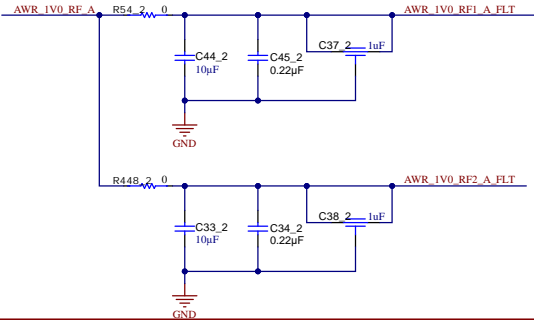 AWR_1V0_RF_A R54_2 0 AWR_1V0_RF1_A_FLT
C37_2 1uF
C44_2 C45_2
10µF 0.22µF
GND
R448_2 0 AWR_1V0_RF2_A_FLT
C38_2 1uF
C33_2 C34_2
10µF 0.22µF
GND